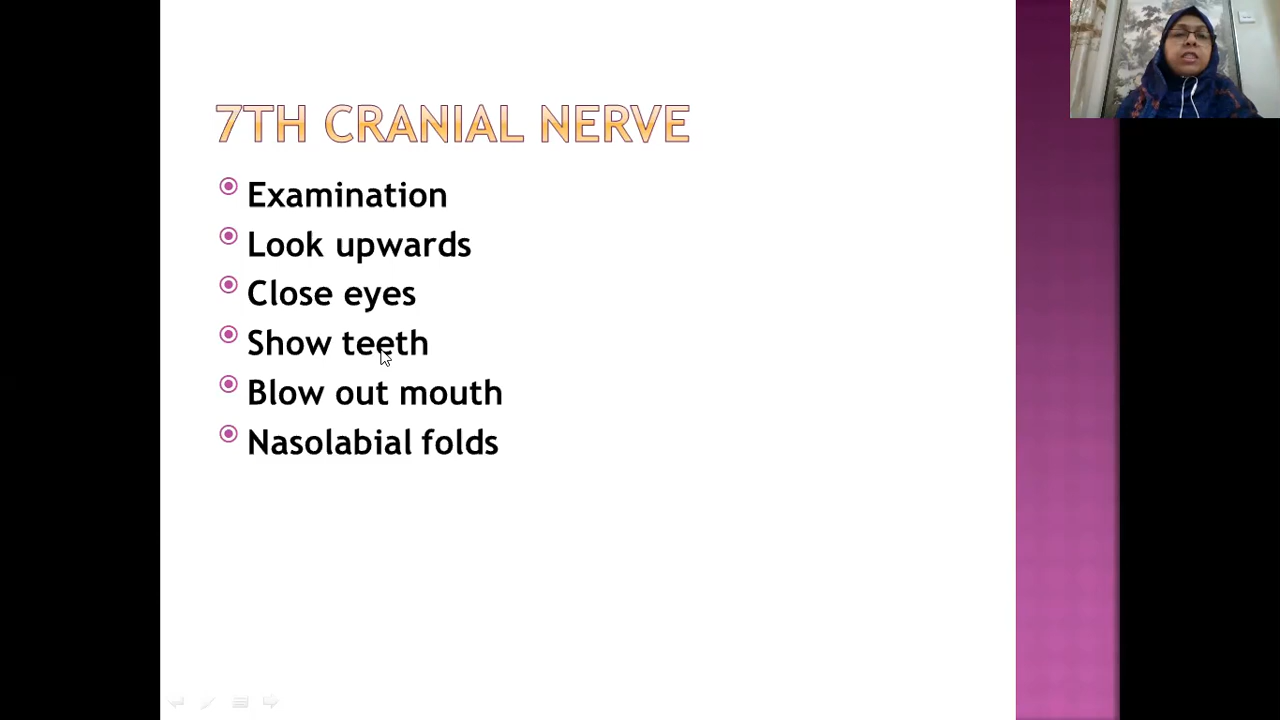 7TH CRANIAL NERVE
Examination
Look upwards
Close eyes
Show teeth
Blow out mouth
Nasolabial folds